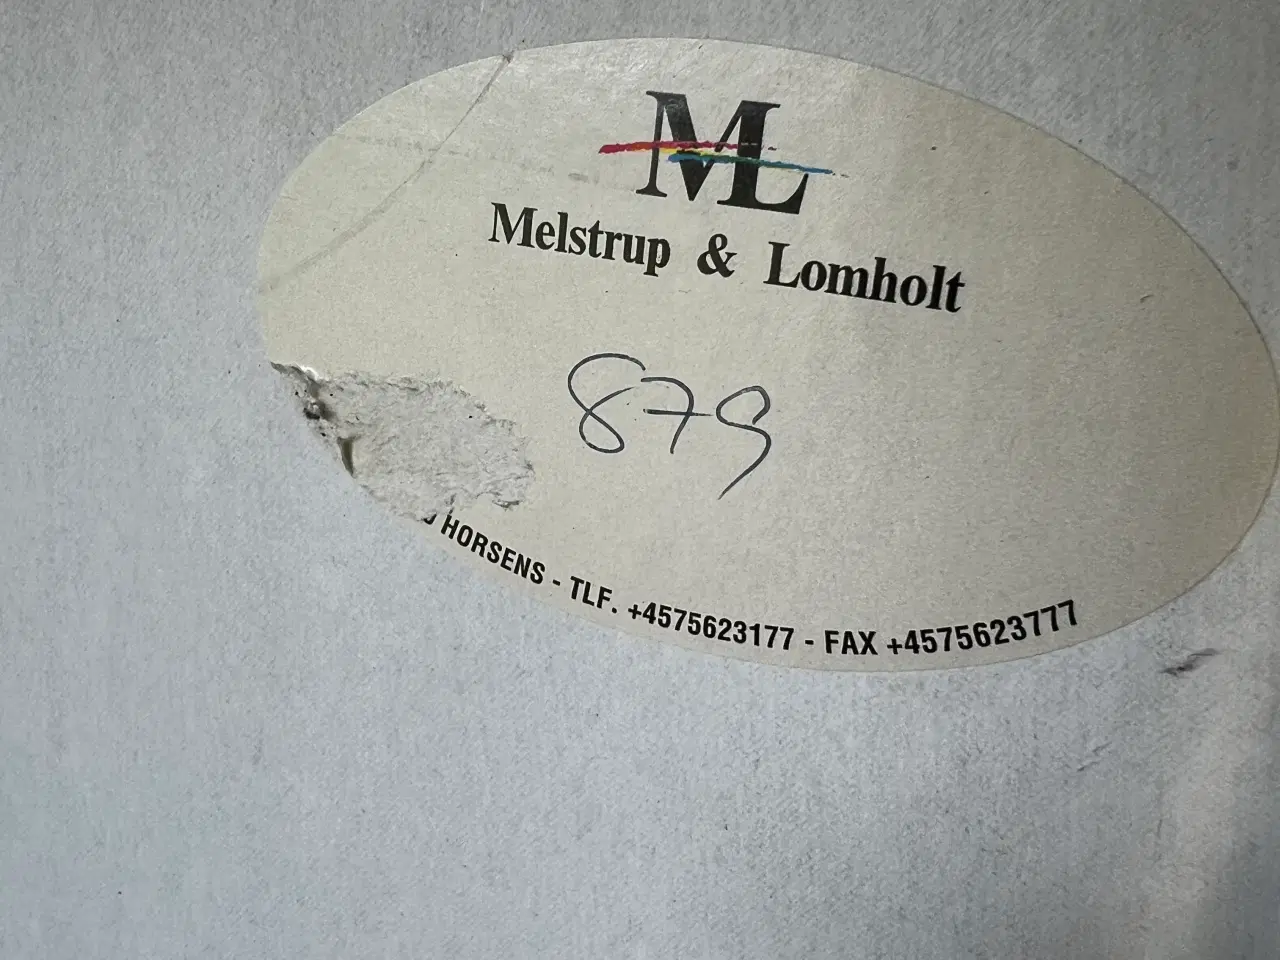 ML
Melstrup & Lomholt
879
HORSENS - TLF. +4575623177 - FAX +4575623777